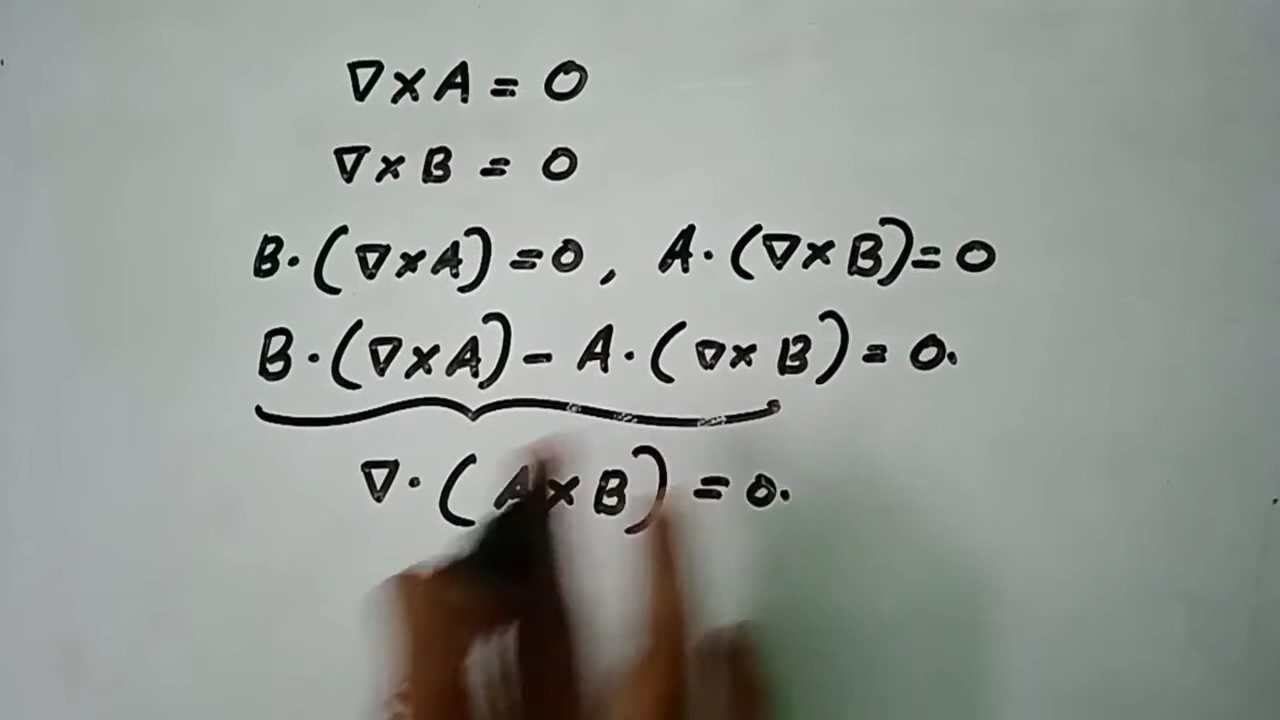 ∇×A = 0
∇×B = 0
B·(∇×A) = 0, A·(∇×B) = 0
B·(∇×A) - A·(∇×B) = 0.
∇·(A×B) = 0.